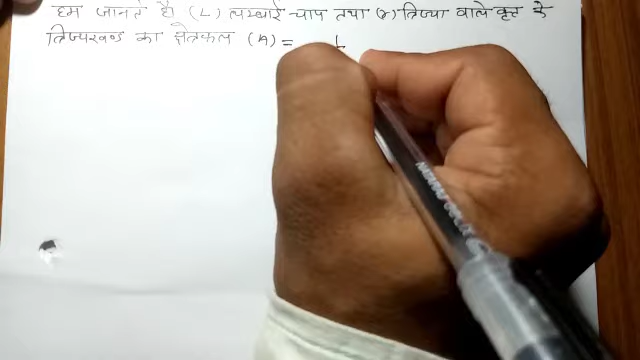 हम जानते है। (L) लम्बाई चाप तथा (r) त्रिज्या वाले वृत्त के
त्रिज्यखण्ड का क्षेत्रफल (A) = L